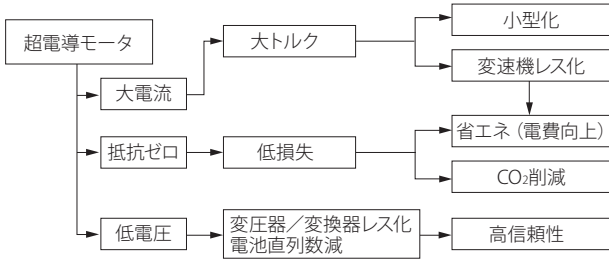 超電導モータ
大電流
大トルク
小型化
変速機レス化
抵抗ゼロ
低損失
省エネ（電費向上）
CO₂削減
低電圧
変圧器／変換器レス化
電池直列数減
高信頼性